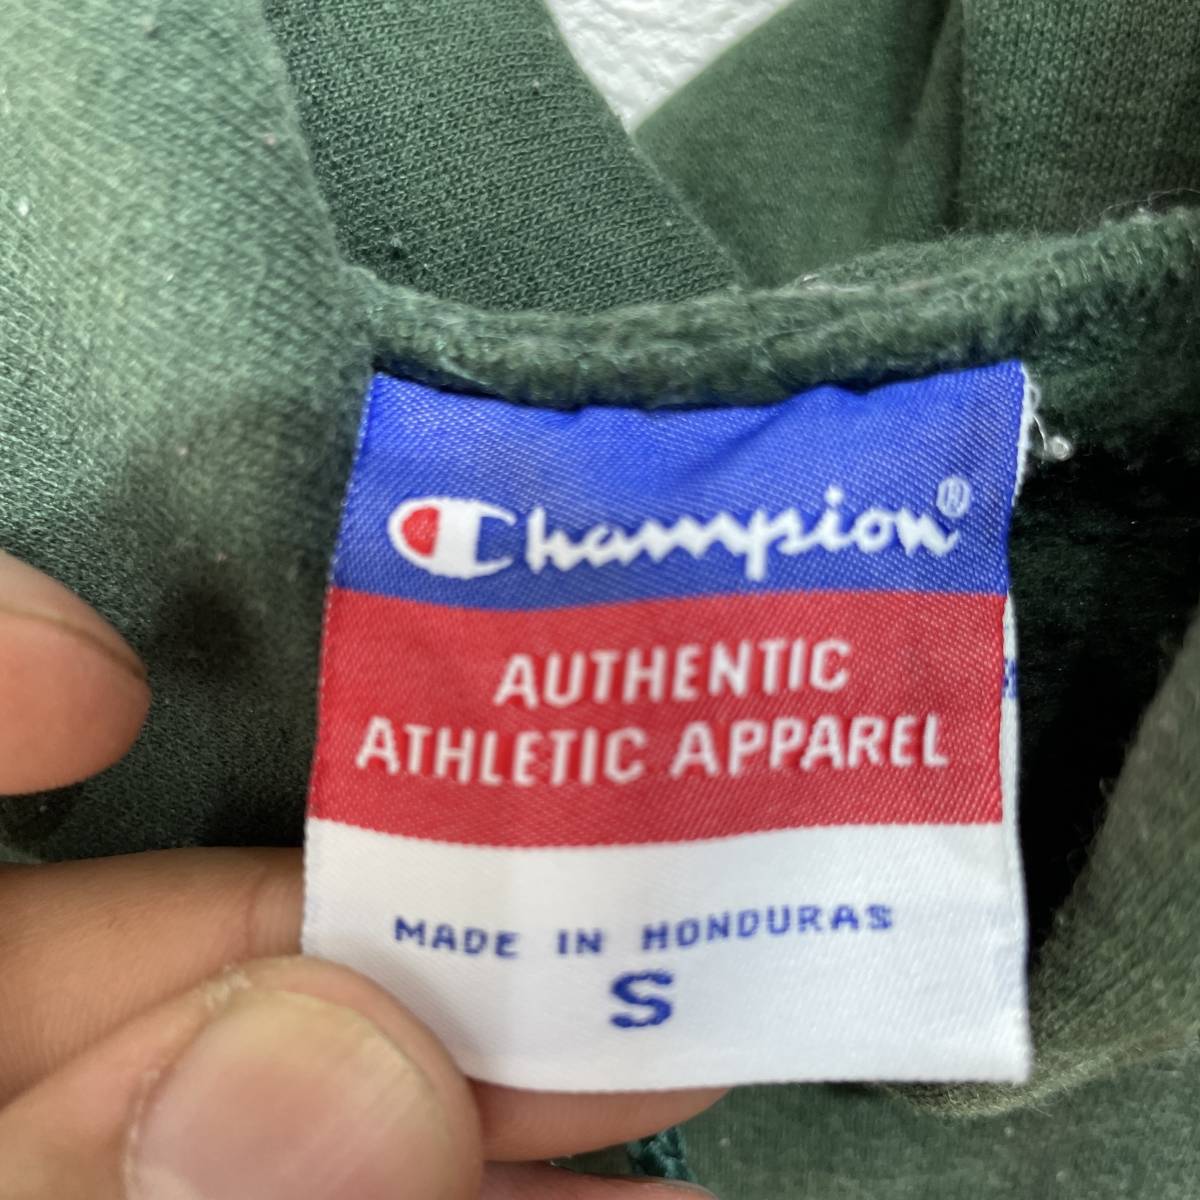 Champion®
AUTHENTIC
ATHLETIC APPAREL
MADE IN HONDURAS
S